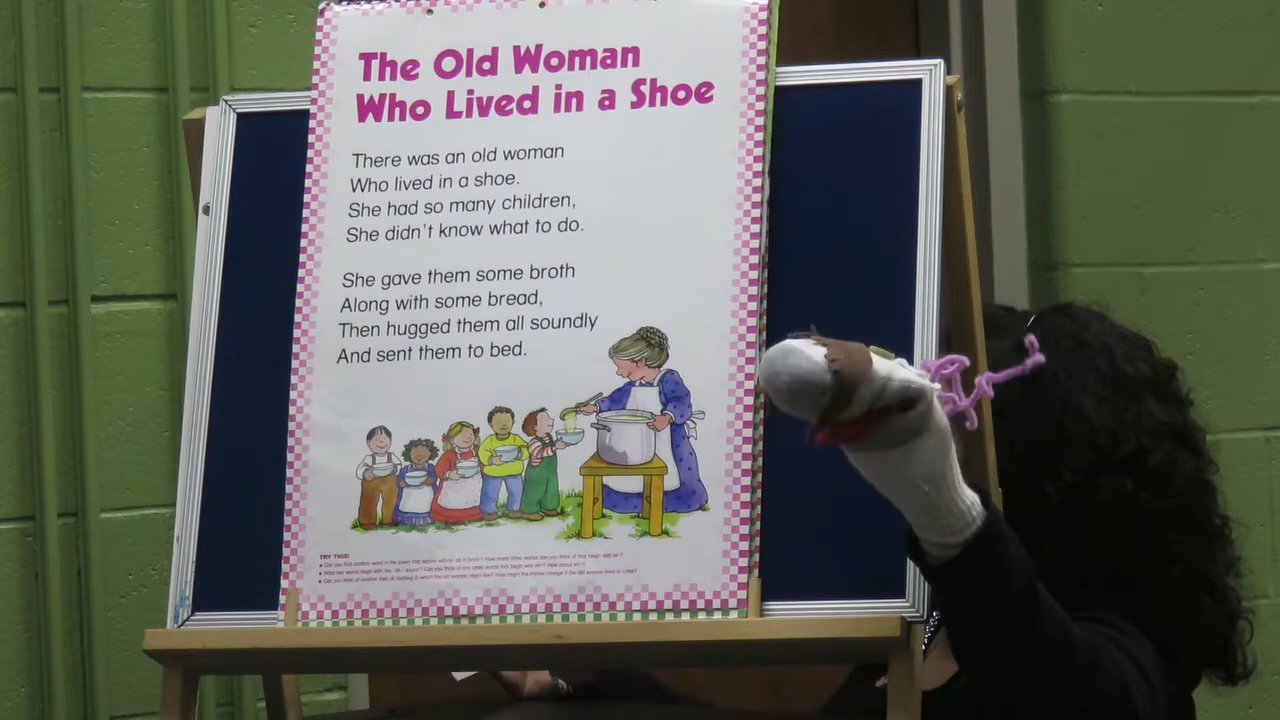 The Old Woman
Who Lived in a Shoe
There was an old woman
Who lived in a shoe.
She had so many children,
She didn't know what to do.
She gave them some broth
Along with some bread,
Then hugged them all soundly
And sent them to bed.
TRY THIS!